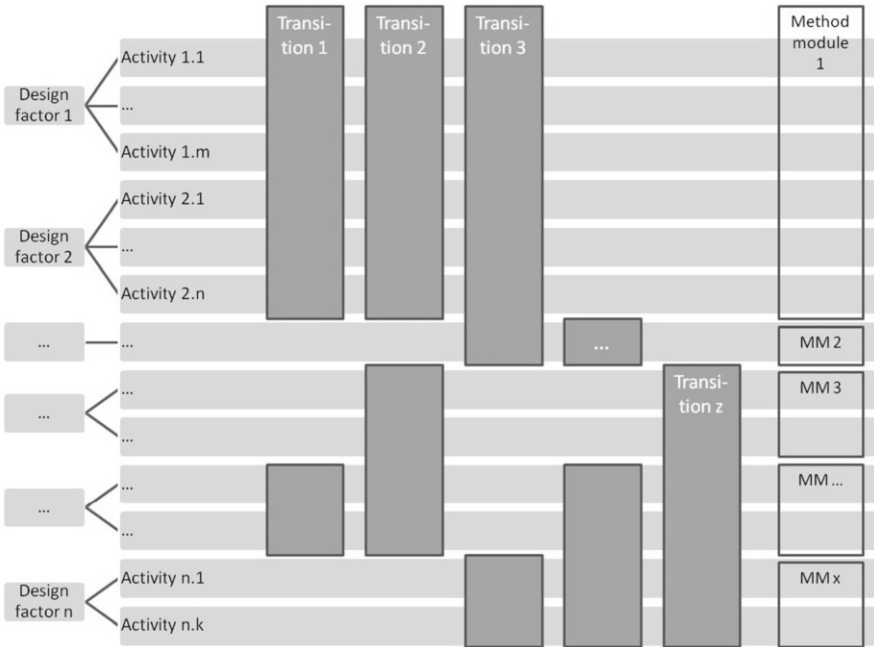 Transi-
tion 1
Transi-
tion 2
Transi-
tion 3
Method
module
1
Design
factor 1
Activity 1.1
...
Activity 1.m
Design
factor 2
Activity 2.1
...
Activity 2.n
...
...
...
MM 2
...
...
...
Transi-
tion z
MM 3
...
...
...
MM ...
Design
factor n
Activity n.1
Activity n.k
MM x